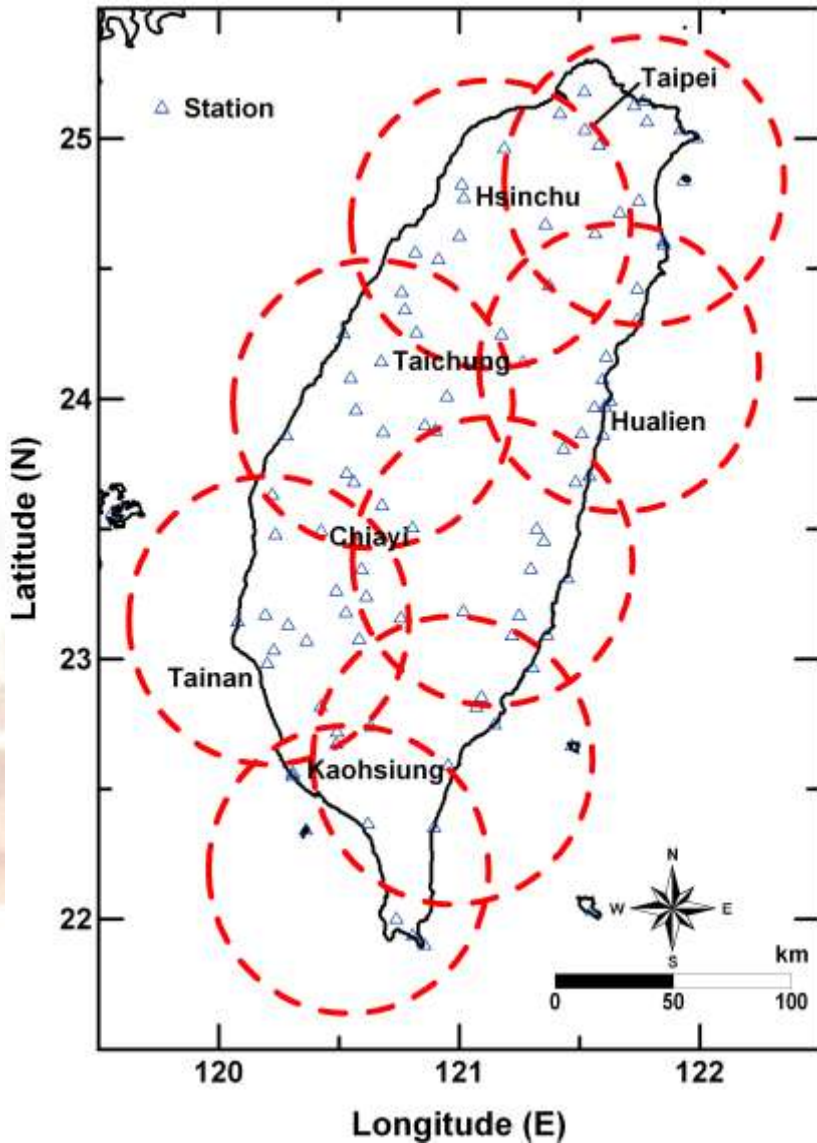 Taipei
Station
25
Hsinchu
24
Taichung
Hualien
Latitude (N)
Chiayi
23
Tainan
Kaohsiung
22
N
W
E
S
km
0
50
100
120
121
122
Longitude (E)